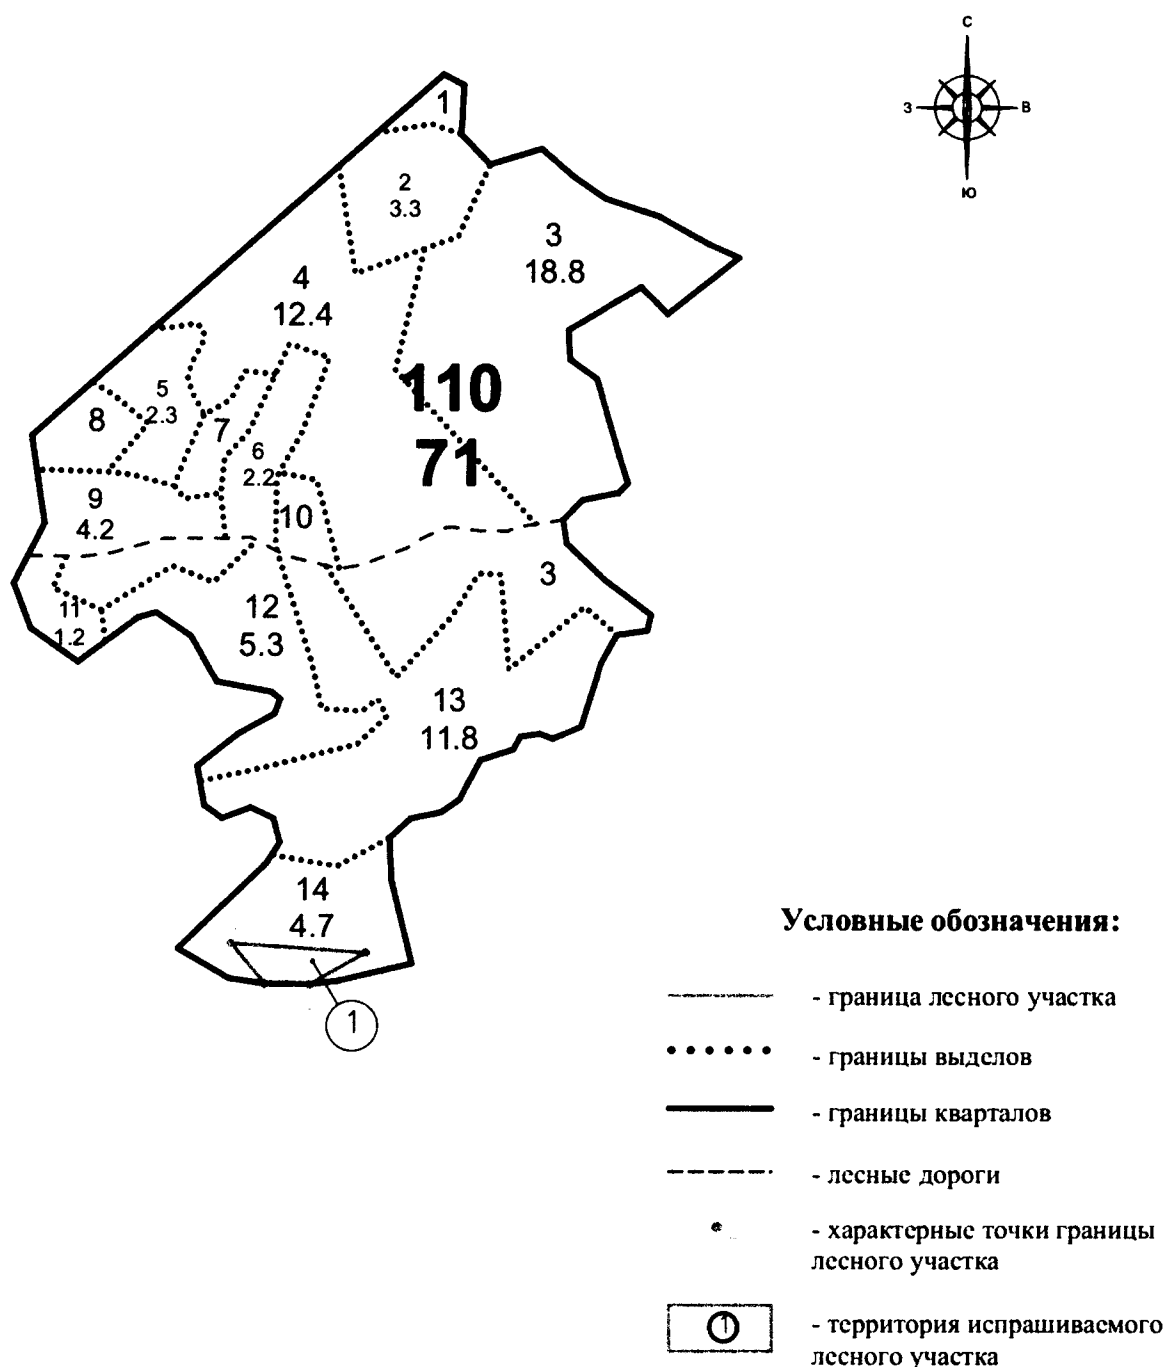 С
З
В
Ю
1
2
3.3
3
18.8
4
12.4
5
2.3
8
7
6
2.2
110
71
9
4.2
10
3
11
1.2
12
5.3
13
11.8
14
4.7
1
Условные обозначения:
- граница лесного участка
- границы выделов
- границы кварталов
- лесные дороги
- характерные точки границы
лесного участка
1
- территория испрашиваемого
лесного участка